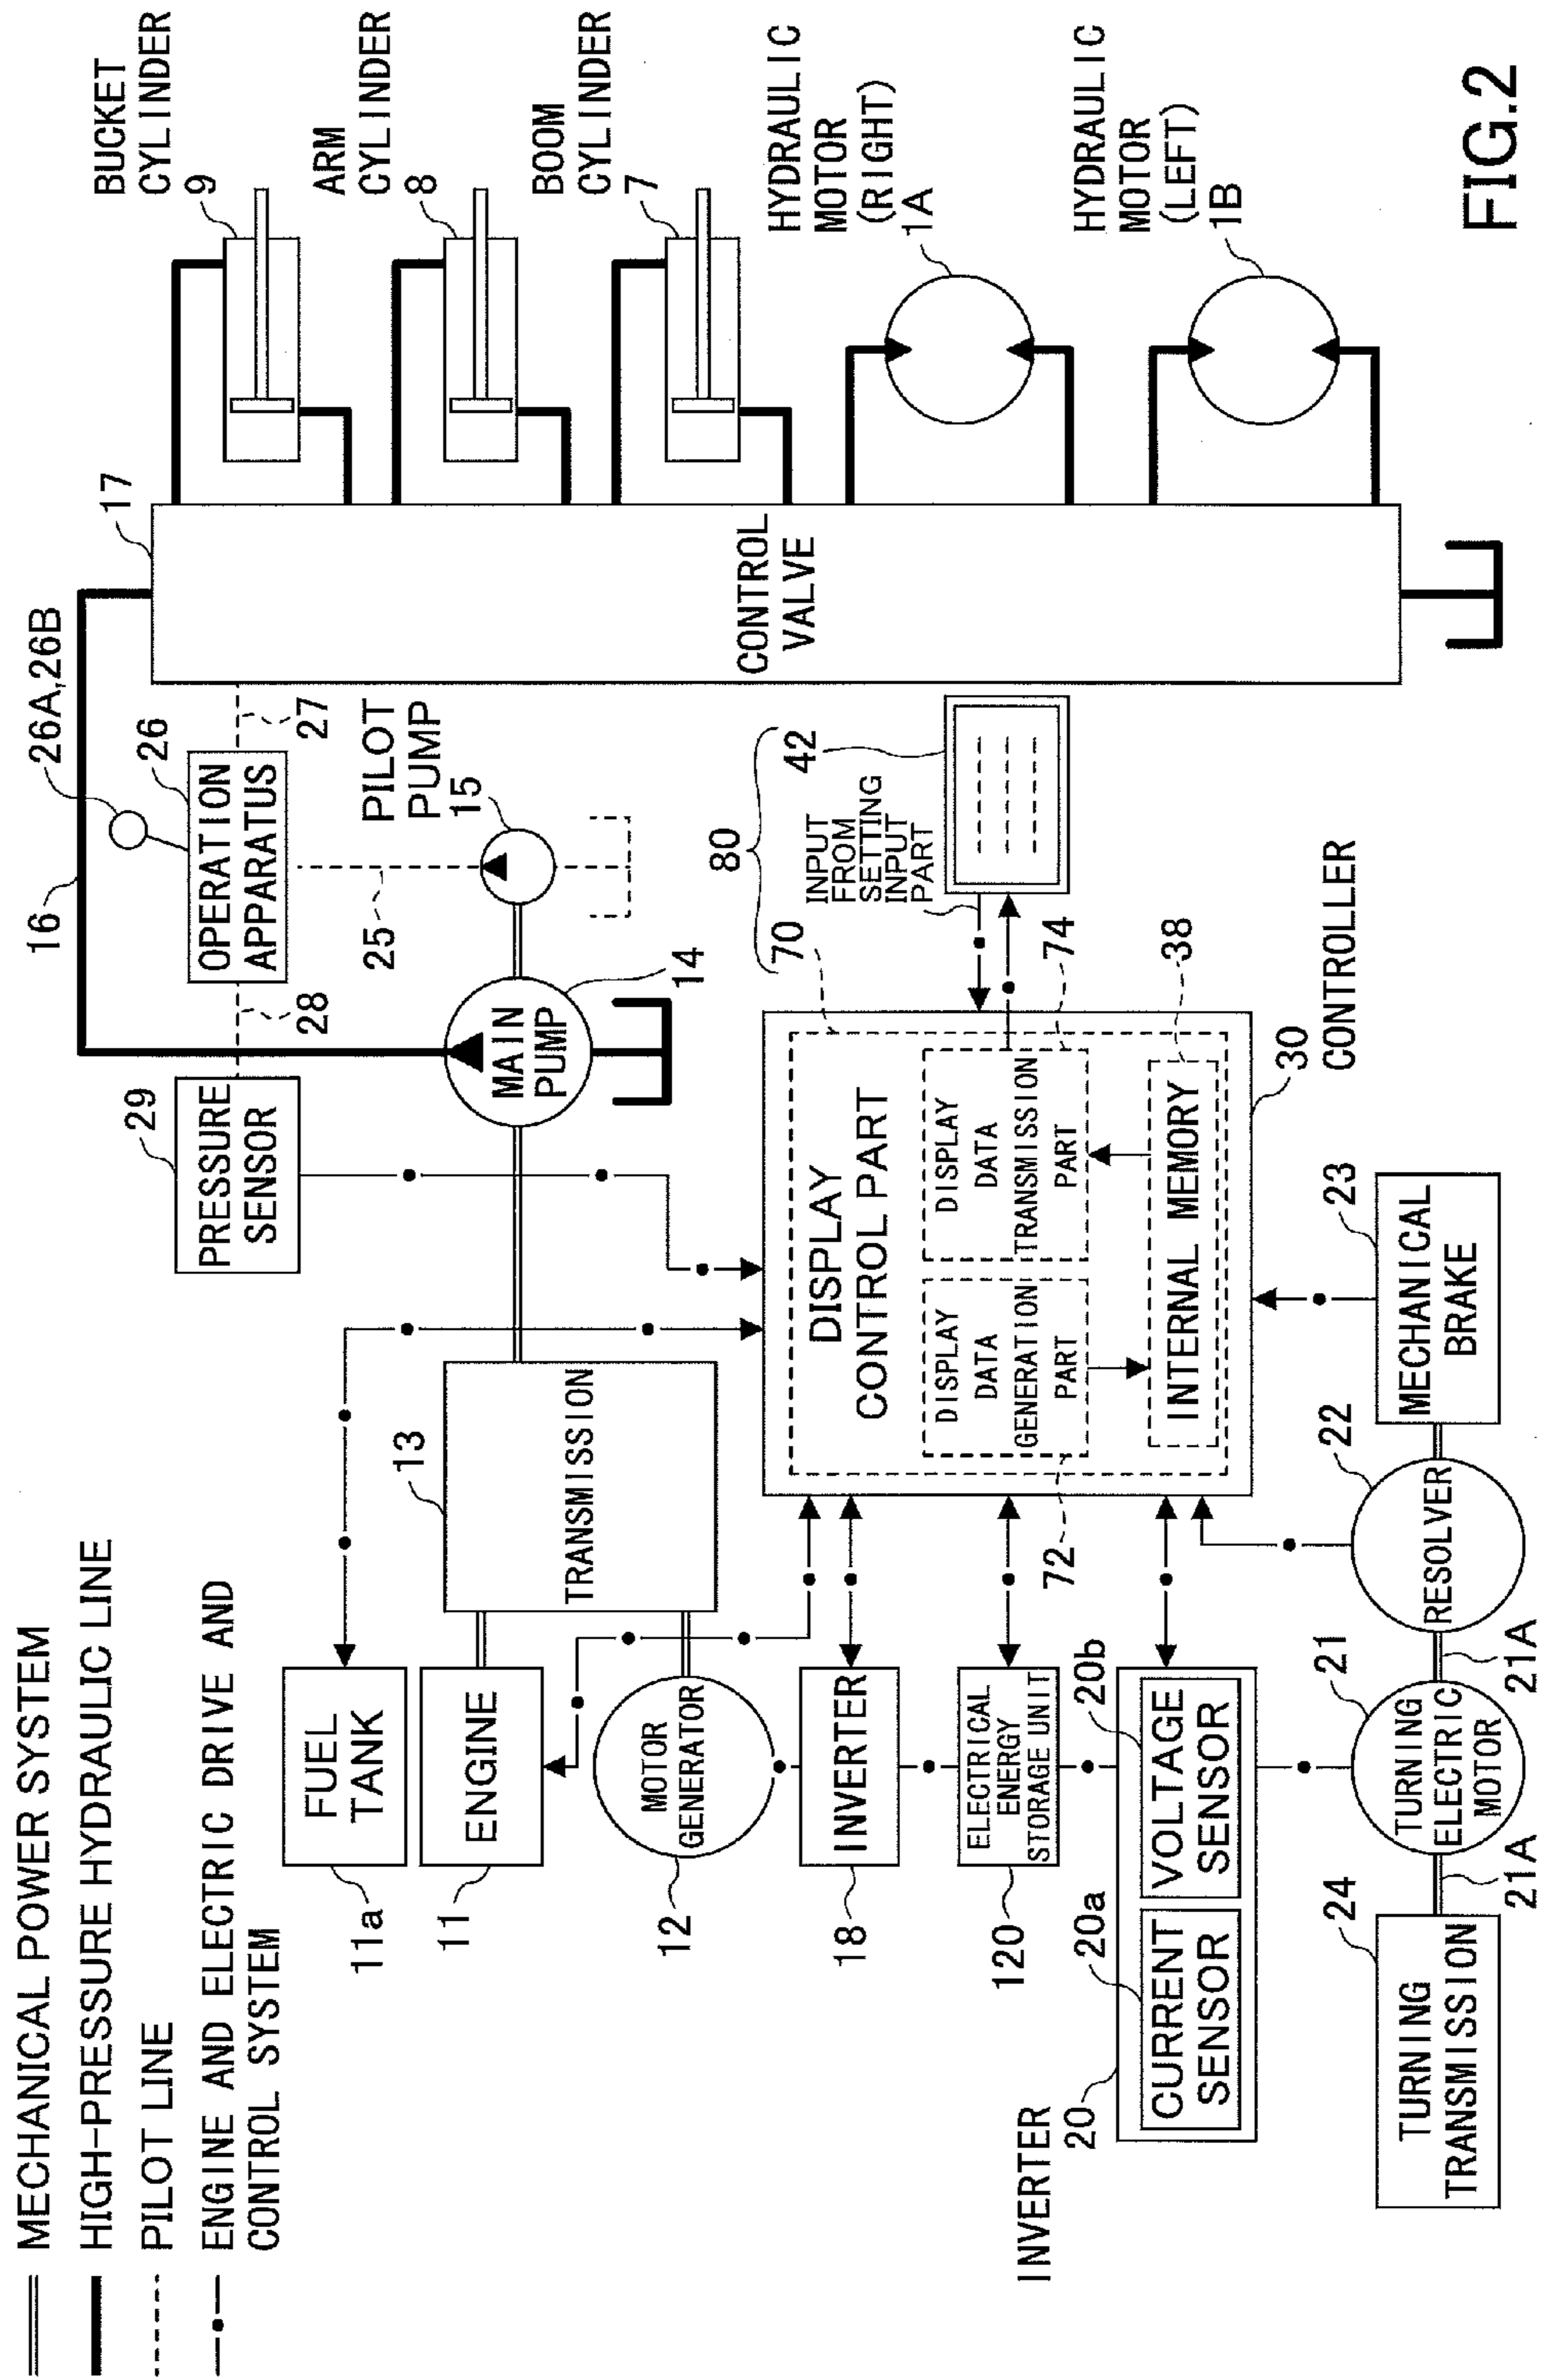 MECHANICAL POWER SYSTEM
HIGH-PRESSURE HYDRAULIC LINE
PILOT LINE
ENGINE AND ELECTRIC DRIVE AND
CONTROL SYSTEM
16
26A,26B
17
BUCKET
CYLINDER
9
ARM
CYLINDER
8
BOOM
CYLINDER
7
HYDRAULIC
MOTOR
(RIGHT)
1A
HYDRAULIC
MOTOR
(LEFT)
1B
CONTROL
VALVE
29
PRESSURE
SENSOR
28
26
OPERATION
APPARATUS
27
25
PILOT
PUMP
15
MAIN
PUMP
14
FUEL
TANK
11a
ENGINE
11
13
TRANSMISSION
MOTOR
GENERATOR
12
INVERTER
18
ELECTRICAL
ENERGY
STORAGE UNIT
120
INVERTER
20
20a
CURRENT
SENSOR
20b
VOLTAGE
SENSOR
80
70
42
INPUT
FROM
SETTING
INPUT
PART
DISPLAY
CONTROL PART
DISPLAY
DATA
GENERATION
PART
72
DISPLAY
DATA
TRANSMISSION
PART
74
INTERNAL MEMORY
38
30
CONTROLLER
24
TURNING
TRANSMISSION
21A
21
TURNING
ELECTRIC
MOTOR
21A
22
RESOLVER
23
MECHANICAL
BRAKE
FIG.2